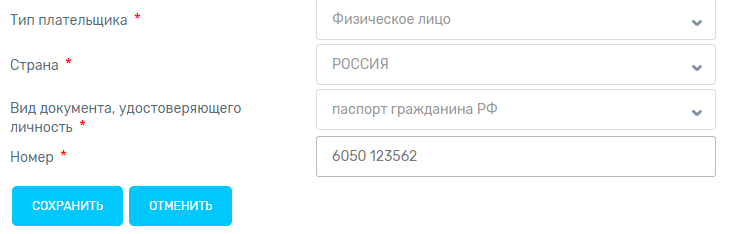 Тип плательщика *
Физическое лицо
Страна *
РОССИЯ
Вид документа, удостоверяющего
личность *
паспорт гражданина РФ
Номер *
6050 123562
СОХРАНИТЬ ОТМЕНИТЬ